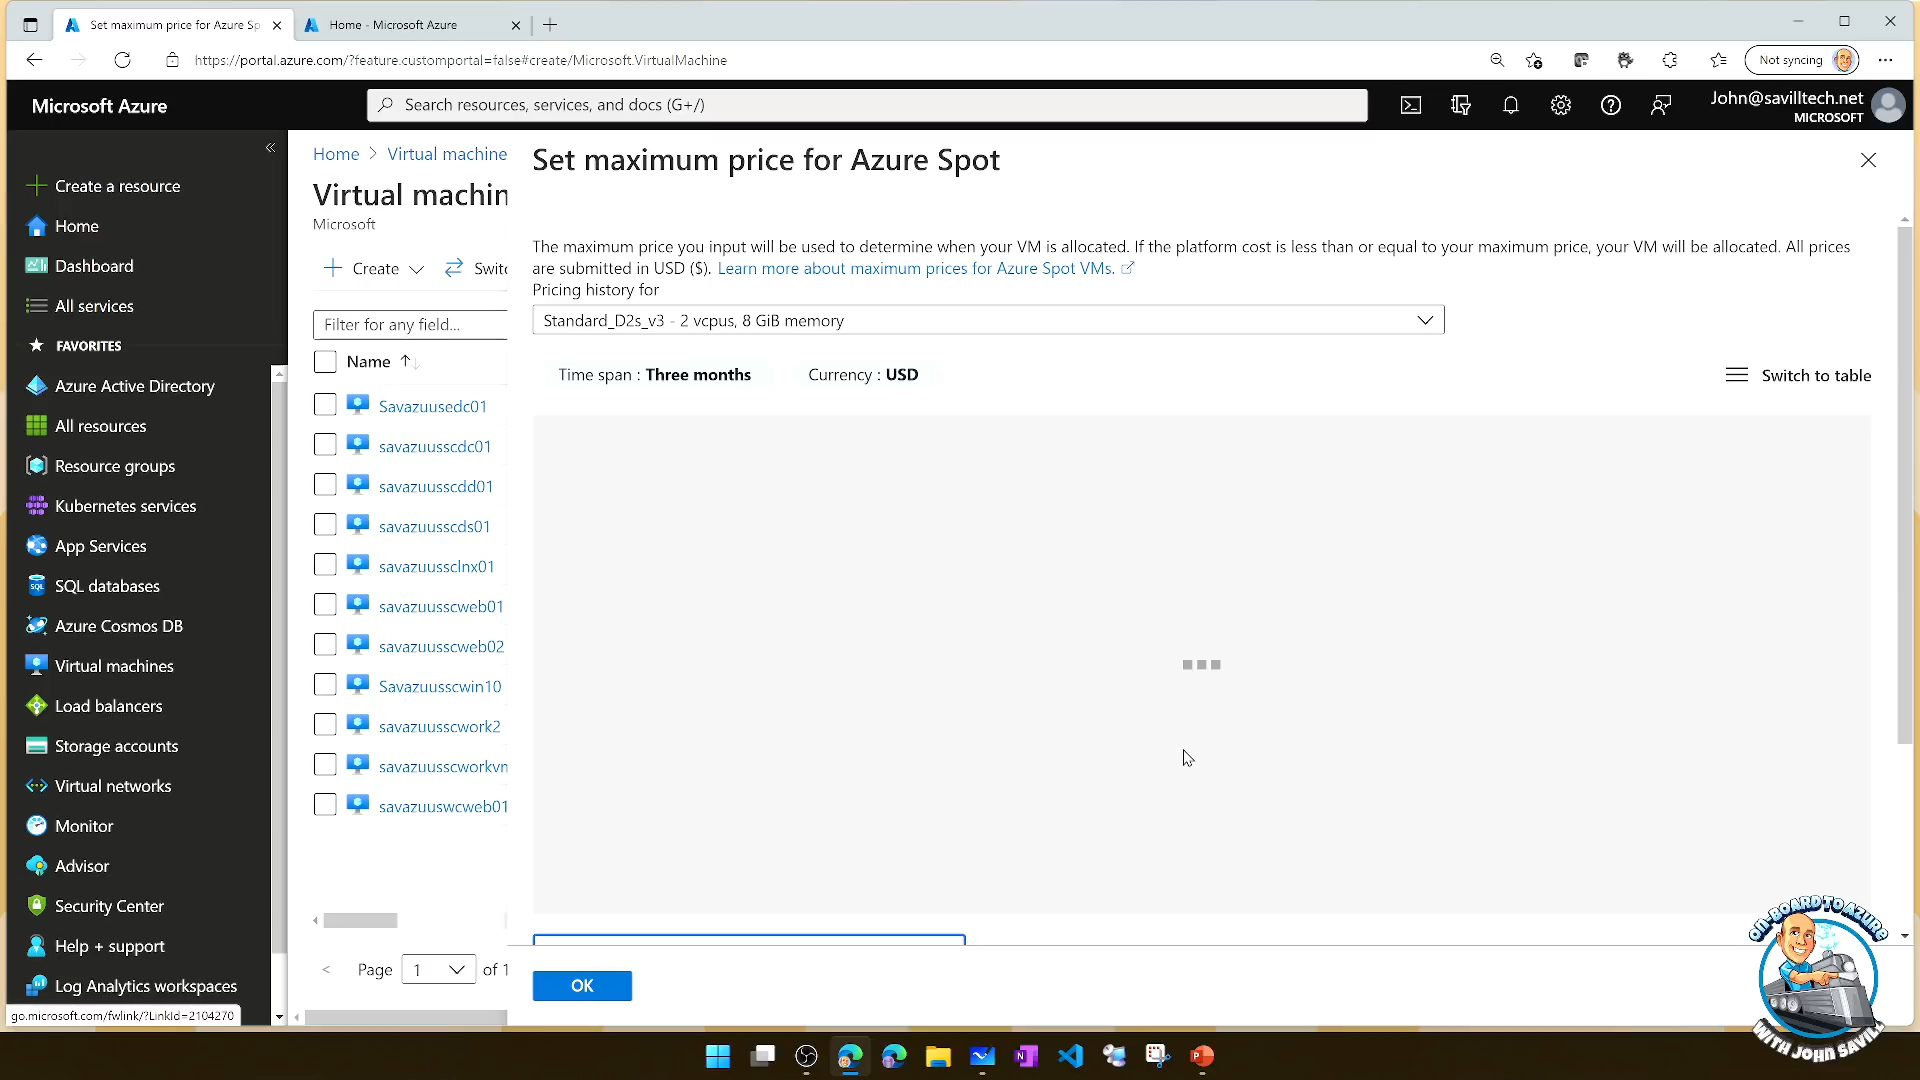 Set maximum price for Azure Sp
Home - Microsoft Azure
https://portal.azure.com/?feature.customportal=false#create/Microsoft.VirtualMachine
Not syncing
Microsoft Azure
Search resources, services, and docs (G+/)
John@savilltech.net
MICROSOFT
Create a resource
Home
Dashboard
All services
FAVORITES
Azure Active Directory
All resources
Resource groups
Kubernetes services
App Services
SQL databases
Azure Cosmos DB
Virtual machines
Load balancers
Storage accounts
Virtual networks
Monitor
Advisor
Security Center
Help + support
Log Analytics workspaces
go.microsoft.com/fwlink/?LinkId=2104270
Home > Virtual machine
Virtual machin
Microsoft
Create
Switc
Filter for any field...
Name
Savazuusedc01
savazuusscdc01
savazuusscdd01
savazuusscds01
savazuussclnx01
savazuusscweb01
savazuusscweb02
Savazuusscwin10
savazuusscwork2
savazuusscworkvm
savazuuswcweb01
< Page 1 of 1
Set maximum price for Azure Spot
The maximum price you input will be used to determine when your VM is allocated. If the platform cost is less than or equal to your maximum price, your VM will be allocated. All prices
are submitted in USD ($). Learn more about maximum prices for Azure Spot VMs.
Pricing history for
Standard_D2s_v3 - 2 vcpus, 8 GiB memory
Time span : Three months
Currency : USD
Switch to table
OK
ON-BOARD TO AZURE
WITH JOHN SAVILL